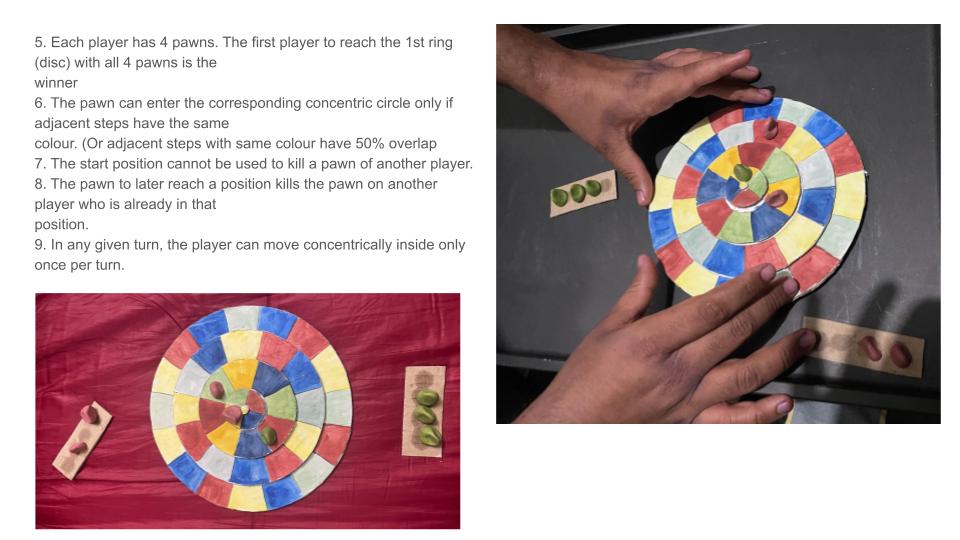 5. Each player has 4 pawns. The first player to reach the 1st ring
(disc) with all 4 pawns is the
winner
6. The pawn can enter the corresponding concentric circle only if
adjacent steps have the same
colour. (Or adjacent steps with same colour have 50% overlap
7. The start position cannot be used to kill a pawn of another player.
8. The pawn to later reach a position kills the pawn on another
player who is already in that
position.
9. In any given turn, the player can move concentrically inside only
once per turn.